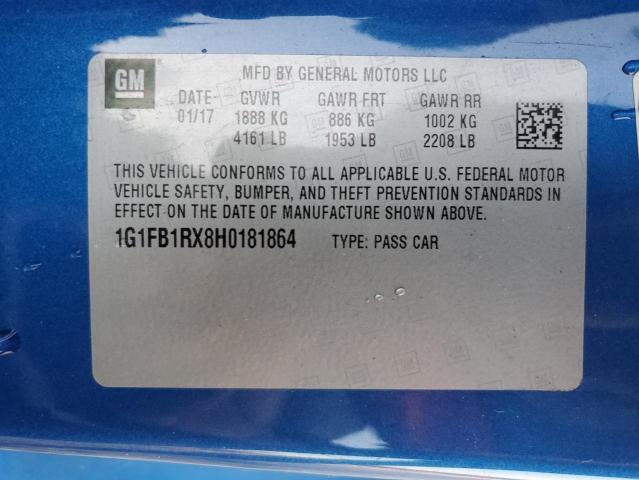 GM
MFD BY GENERAL MOTORS LLC
DATE GVWR GAWR FRT GAWR RR
01/17 1888 KG 886 KG 1002 KG
4161 LB 1953 LB 2208 LB
THIS VEHICLE CONFORMS TO ALL APPLICABLE U.S. FEDERAL MOTOR
VEHICLE SAFETY, BUMPER, AND THEFT PREVENTION STANDARDS IN
EFFECT ON THE DATE OF MANUFACTURE SHOWN ABOVE.
1G1FB1RX8H0181864 TYPE: PASS CAR